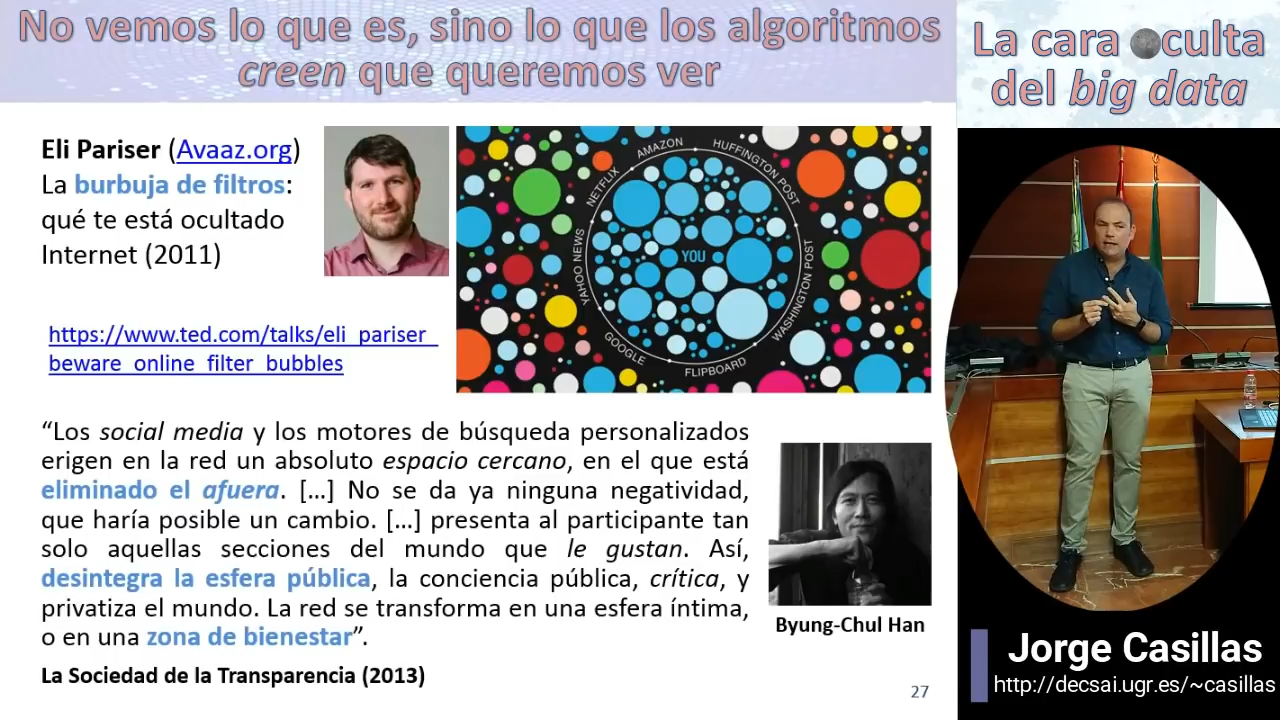 No vemos lo que es, sino lo que los algoritmos
creen que queremos ver
La cara oculta
del big data
Eli Pariser (Avaaz.org)
La burbuja de filtros:
qué te está ocultado
Internet (2011)
https://www.ted.com/talks/eli_pariser_
beware_online_filter_bubbles
AMAZON
HUFFINGTON POST
NETFLIX
YOU
YAHOO NEWS
WASHINGTON POST
GOOGLE
FLIPBOARD
“Los social media y los motores de búsqueda personalizados
erigen en la red un absoluto espacio cercano, en el que está
eliminado el afuera. […] No se da ya ninguna negatividad,
que haría posible un cambio. […] presenta al participante tan
solo aquellas secciones del mundo que le gustan. Así,
desintegra la esfera pública, la conciencia pública, crítica, y
privatiza el mundo. La red se transforma en una esfera íntima,
o en una zona de bienestar”.
La Sociedad de la Transparencia (2013)
Byung-Chul Han
27
Jorge Casillas
http://decsai.ugr.es/~casillas